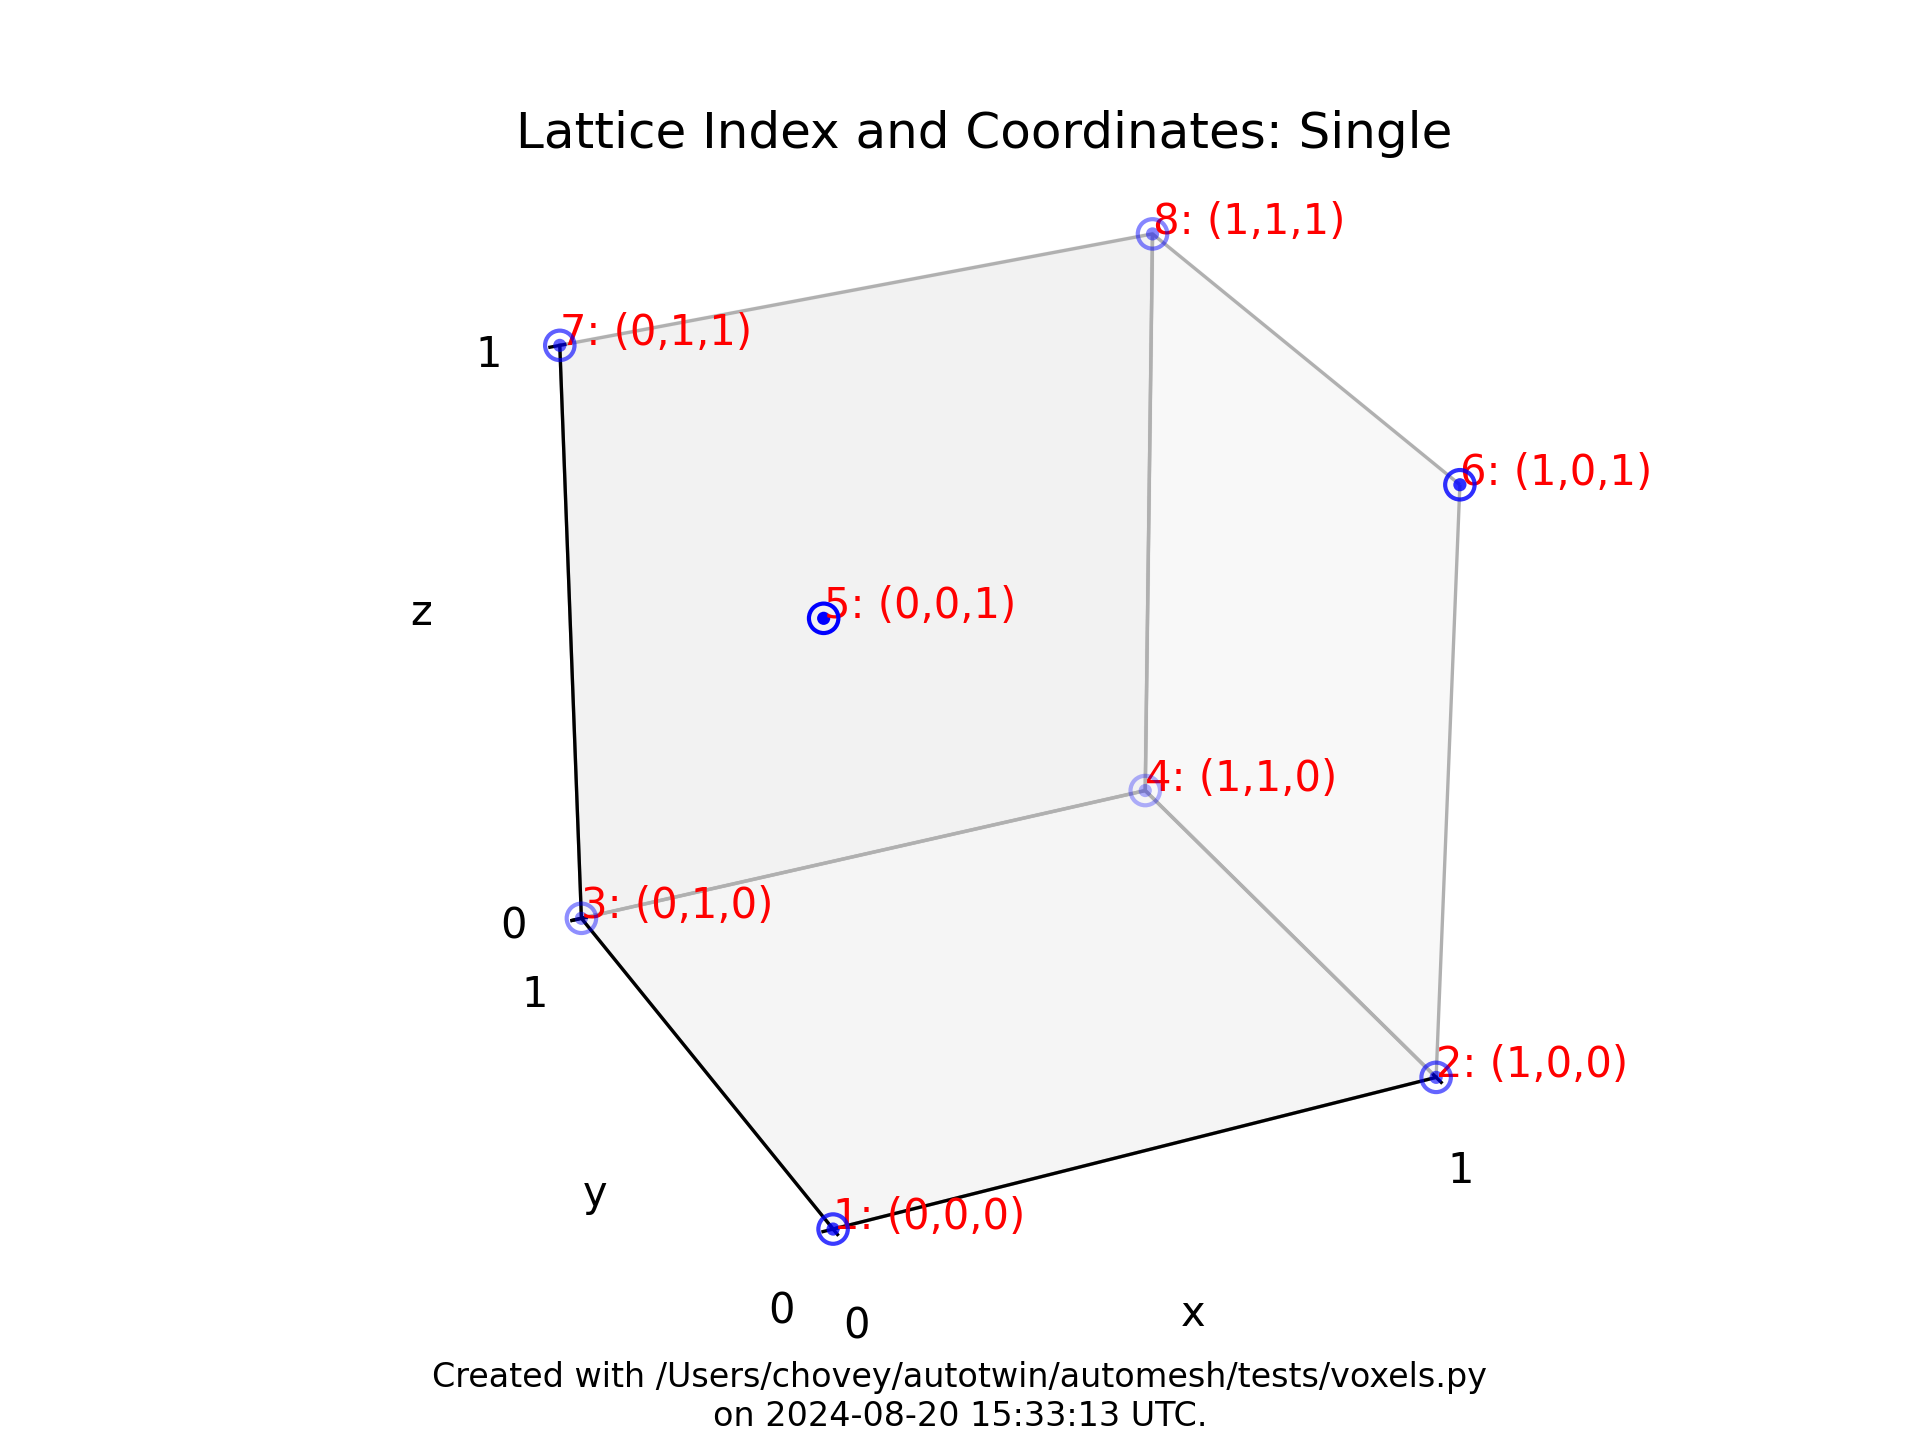 Lattice Index and Coordinates: Single
8: (1,1,1)
7: (0,1,1)
1
6: (1,0,1)
5: (0,0,1)
z
4: (1,1,0)
3: (0,1,0)
0
1
2: (1,0,0)
1
y
1: (0,0,0)
0
0
x
Created with /Users/chovey/autotwin/automesh/tests/voxels.py
on 2024-08-20 15:33:13 UTC.